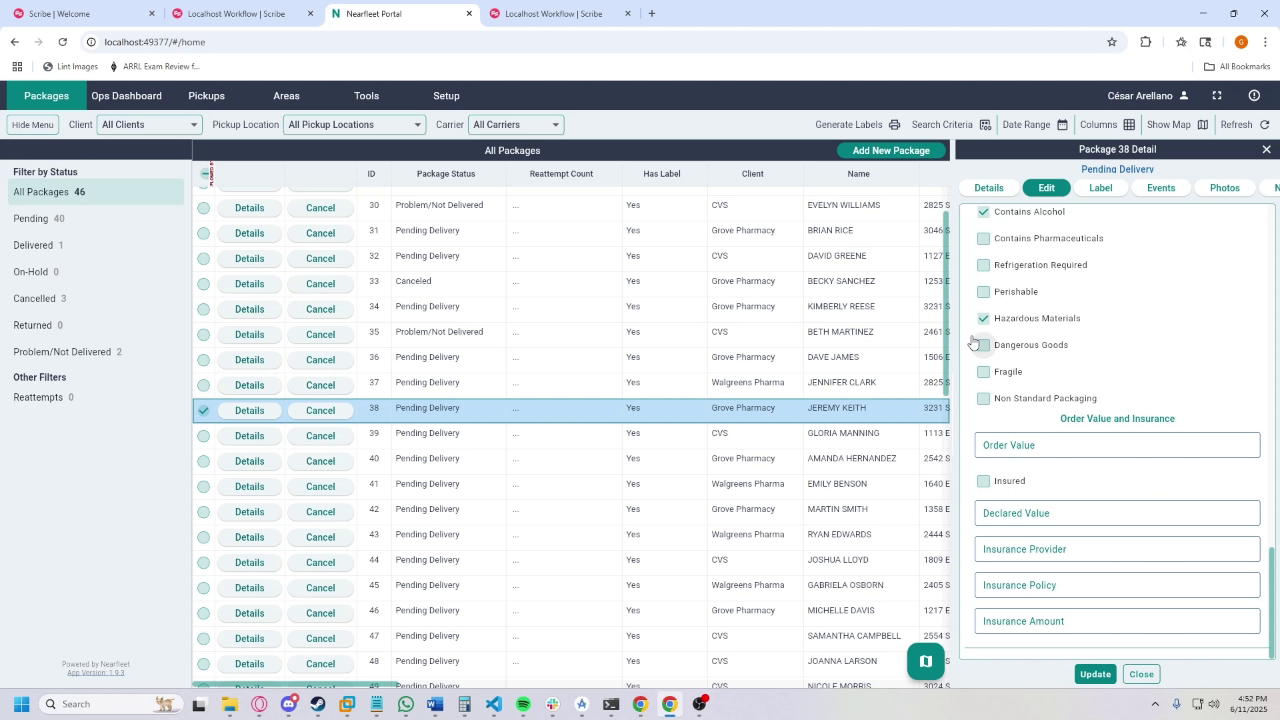 Scribe | Welcome
Localhost Workflow | Scribe
Nearfleet Portal
Localhost Workflow | Scribe
localhost:49377/#/home
Lint Images
ARRL Exam Review f...
All Bookmarks
Packages
Ops Dashboard
Pickups
Areas
Tools
Setup
César Arellano
Hide Menu
Client
All Clients
Pickup Location
All Pickup Locations
Carrier
All Carriers
Generate Labels
Search Criteria
Date Range
Columns
Show Map
Refresh
Filter by Status
All Packages 46
Pending 40
Delivered 1
On-Hold 0
Cancelled 3
Returned 0
Problem/Not Delivered 2
Other Filters
Reattempts 0
Powered by Nearfleet
App Version: 1.9.3
All Packages
Add New Package
ID Package Status Reattempt Count Has Label Client Name
Details Cancel 30 Problem/Not Delivered ... Yes CVS EVELYN WILLIAMS 2825 S
Details Cancel 31 Pending Delivery ... Yes Grove Pharmacy BRIAN RICE 3046 S
Details Cancel 32 Pending Delivery ... Yes CVS DAVID GREENE 1127 E
Details Cancel 33 Canceled ... Yes Grove Pharmacy BECKY SANCHEZ 1253 E
Details Cancel 34 Pending Delivery ... Yes Grove Pharmacy KIMBERLY REESE 3231 S
Details Cancel 35 Problem/Not Delivered ... Yes CVS BETH MARTINEZ 2461 S
Details Cancel 36 Pending Delivery ... Yes Grove Pharmacy DAVE JAMES 1506 E
Details Cancel 37 Pending Delivery ... Yes Walgreens Pharma JENNIFER CLARK 2825 S
Details Cancel 38 Pending Delivery ... Yes Grove Pharmacy JEREMY KEITH 3231 S
Details Cancel 39 Pending Delivery ... Yes CVS GLORIA MANNING 1113 E
Details Cancel 40 Pending Delivery ... Yes Grove Pharmacy AMANDA HERNANDEZ 2542 S
Details Cancel 41 Pending Delivery ... Yes Walgreens Pharma EMILY BENSON 1640 E
Details Cancel 42 Pending Delivery ... Yes Grove Pharmacy MARTIN SMITH 1358 E
Details Cancel 43 Pending Delivery ... Yes Walgreens Pharma RYAN EDWARDS 2444 S
Details Cancel 44 Pending Delivery ... Yes CVS JOSHUA LLOYD 1809 E
Details Cancel 45 Pending Delivery ... Yes Walgreens Pharma GABRIELA OSBORN 2405 S
Details Cancel 46 Pending Delivery ... Yes Grove Pharmacy MICHELLE DAVIS 1217 E
Details Cancel 47 Pending Delivery ... Yes CVS SAMANTHA CAMPBELL 2554 S
Details Cancel 48 Pending Delivery ... Yes CVS JOANNA LARSON 3024 S
49 Pending Delivery ... Yes Grove Pharmacy NICOLE MORRIS 3024 S
Package 38 Detail
Pending Delivery
Details Edit Label Events Photos N
Contains Alcohol
Contains Pharmaceuticals
Refrigeration Required
Perishable
Hazardous Materials
Dangerous Goods
Fragile
Non Standard Packaging
Order Value and Insurance
Order Value
Insured
Declared Value
Insurance Provider
Insurance Policy
Insurance Amount
Update
Close
Search
4:52 PM
6/11/2025